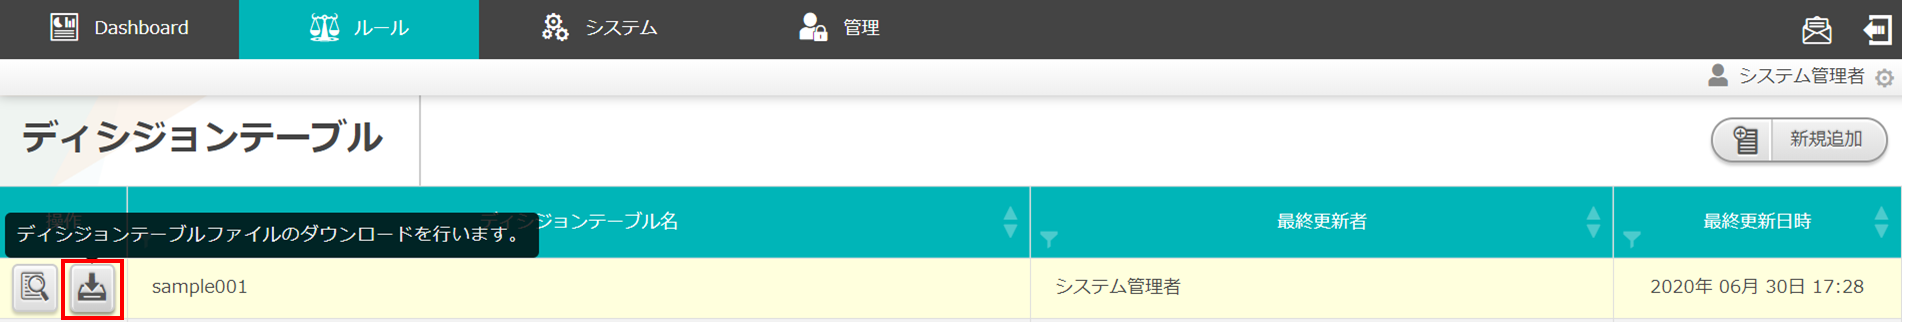 Dashboard
ルール
システム
管理
システム管理者
ディシジョンテーブル
新規追加
操作
ディシジョンテーブル名
最終更新者
最終更新日時
ディシジョンテーブルファイルのダウンロードを行います。
sample001
システム管理者
2020年 06月 30日 17:28